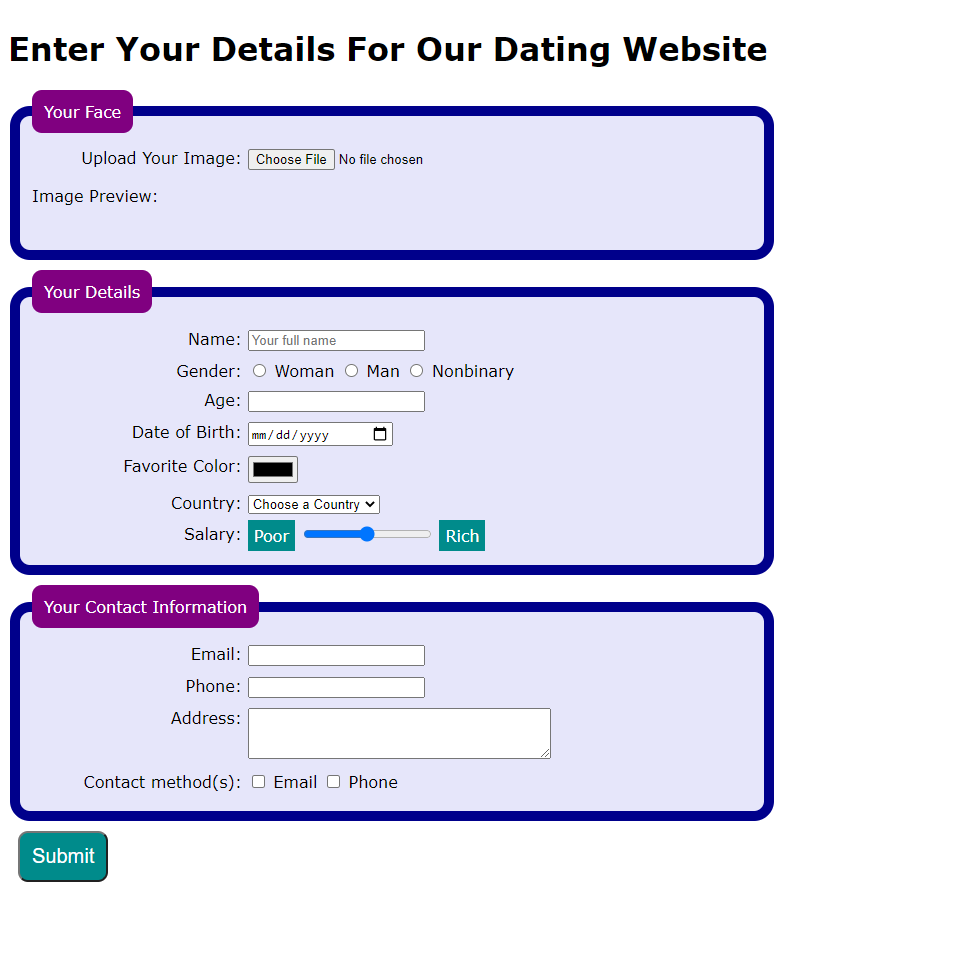 Enter Your Details For Our Dating Website
Your Face
Upload Your Image: Choose File No file chosen
Image Preview:
Your Details
Name: Your full name
Gender: Woman Man Nonbinary
Age:
Date of Birth: mm/dd/yyyy
Favorite Color:
Country: Choose a Country
Salary: Poor Rich
Your Contact Information
Email:
Phone:
Address:
Contact method(s): Email Phone
Submit